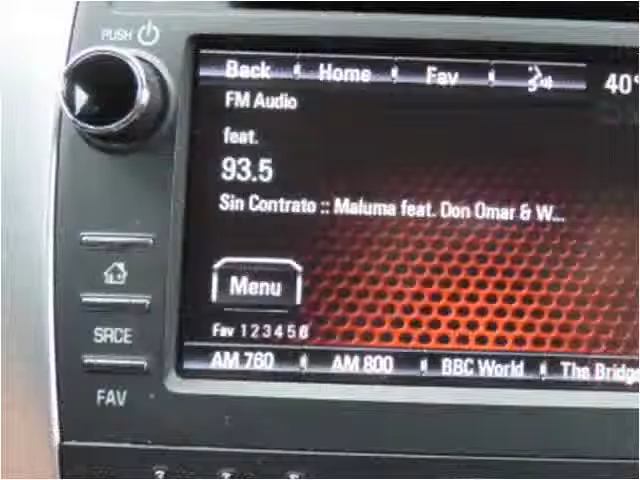 PUSH
Back Home Fav 40°
FM Audio
feat.
93.5
Sin Contrato :: Maluma feat. Don Omar & W...
Menu
Fav 1 2 3 4 5 6
AM 760 AM 800 BBC World The Bridge
SRCE
FAV